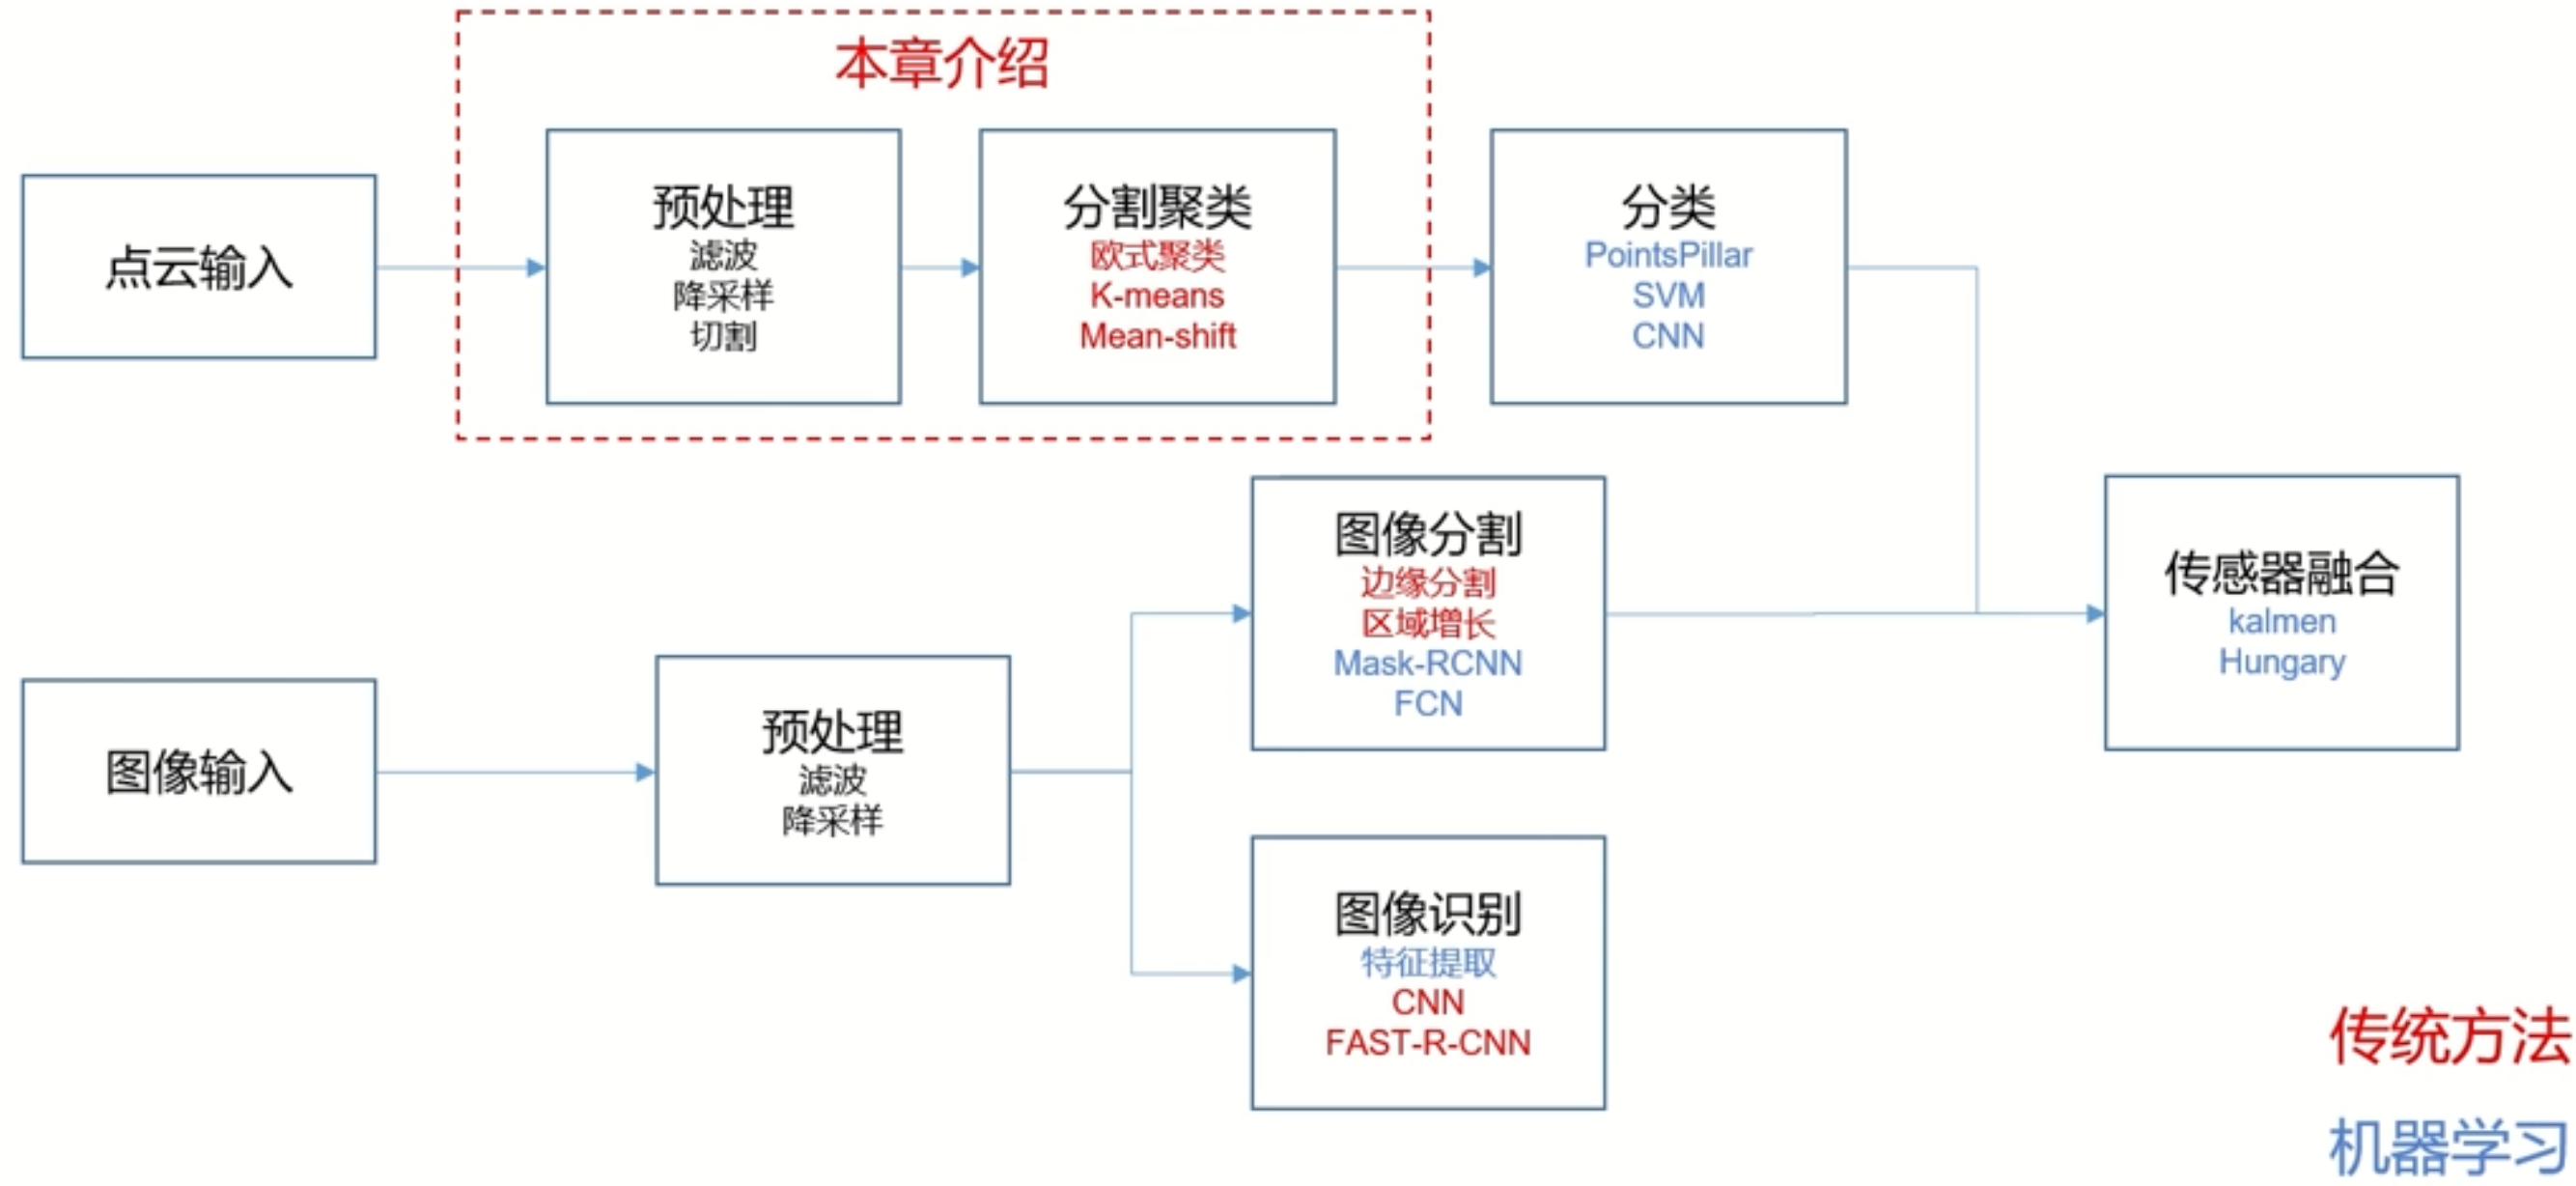 本章介绍
点云输入
预处理
滤波
降采样
切割
分割聚类
欧式聚类
K-means
Mean-shift
分类
PointsPillar
SVM
CNN
图像输入
预处理
滤波
降采样
图像分割
边缘分割
区域增长
Mask-RCNN
FCN
图像识别
特征提取
CNN
FAST-R-CNN
传感器融合
kalmen
Hungary
传统方法
机器学习